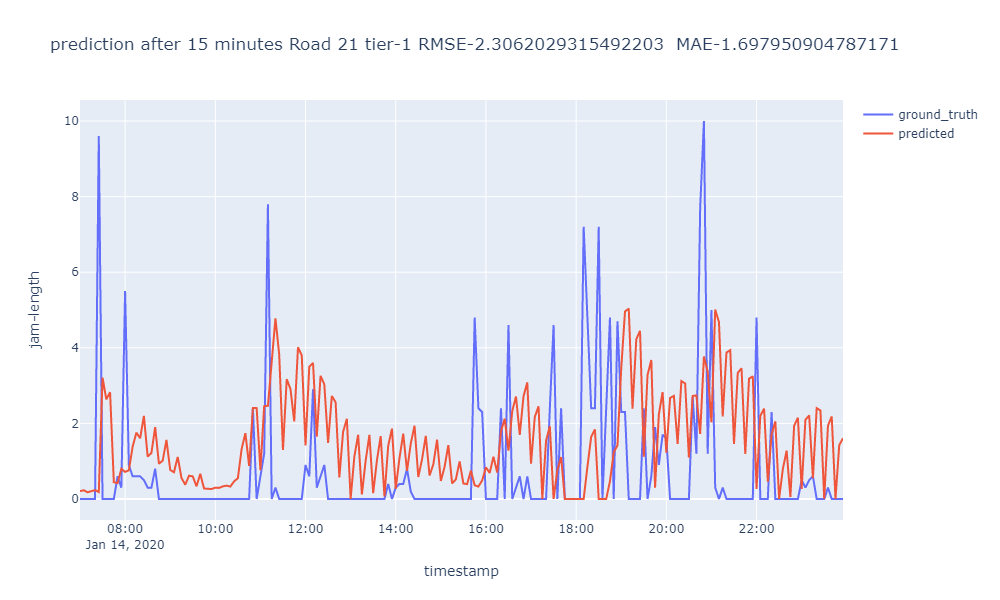 prediction after 15 minutes Road 21 tier-1 RMSE-2.3062029315492203  MAE-1.697950904787171
ground_truth
predicted
10
8
6
4
2
0
jam-length
08:00 10:00 12:00 14:00 16:00 18:00 20:00 22:00
Jan 14, 2020
timestamp